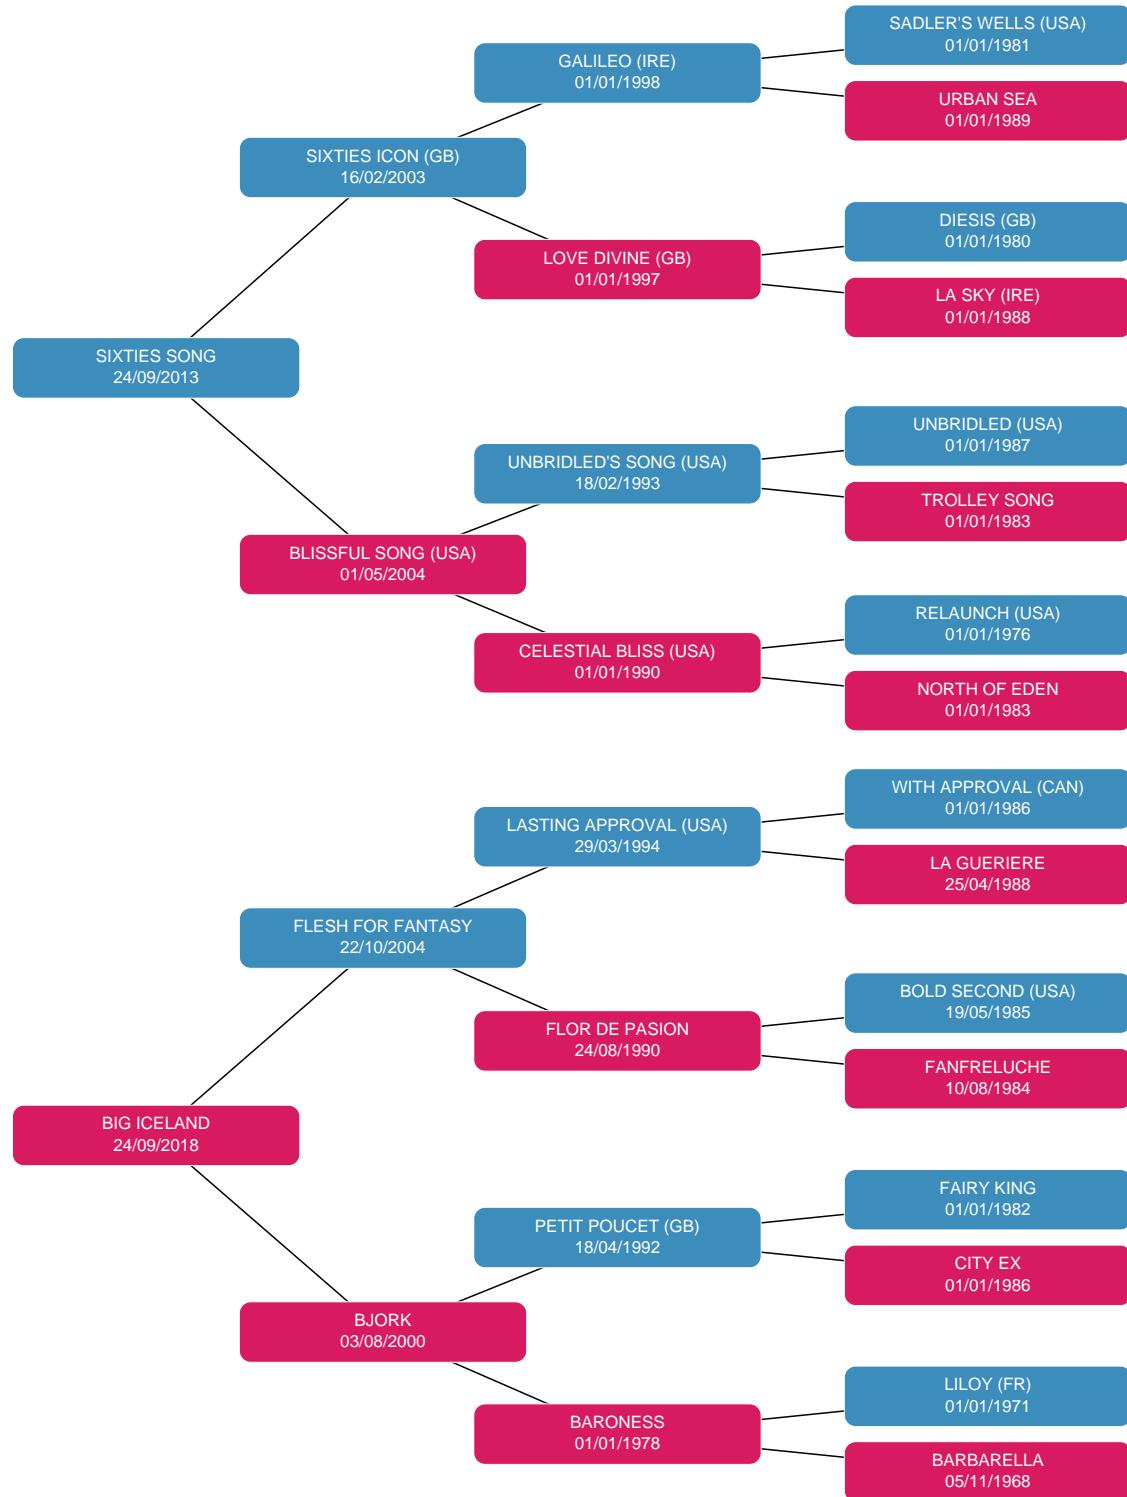 SADLER'S WELLS (USA)
01/01/1981
GALILEO (IRE)
01/01/1998
URBAN SEA
01/01/1989
SIXTIES ICON (GB)
16/02/2003
DIESIS (GB)
01/01/1980
LOVE DIVINE (GB)
01/01/1997
LA SKY (IRE)
01/01/1988
SIXTIES SONG
24/09/2013
UNBRIDLED (USA)
01/01/1987
UNBRIDLED'S SONG (USA)
18/02/1993
TROLLEY SONG
01/01/1983
BLISSFUL SONG (USA)
01/05/2004
RELAUNCH (USA)
01/01/1976
CELESTIAL BLISS (USA)
01/01/1990
NORTH OF EDEN
01/01/1983
WITH APPROVAL (CAN)
01/01/1986
LASTING APPROVAL (USA)
29/03/1994
LA GUERIERE
25/04/1988
FLESH FOR FANTASY
22/10/2004
BOLD SECOND (USA)
19/05/1985
FLOR DE PASION
24/08/1990
FANFRELUCHE
10/08/1984
BIG ICELAND
24/09/2018
FAIRY KING
01/01/1982
PETIT POUCET (GB)
18/04/1992
CITY EX
01/01/1986
BJORK
03/08/2000
LILOY (FR)
01/01/1971
BARONESS
01/01/1978
BARBARELLA
05/11/1968